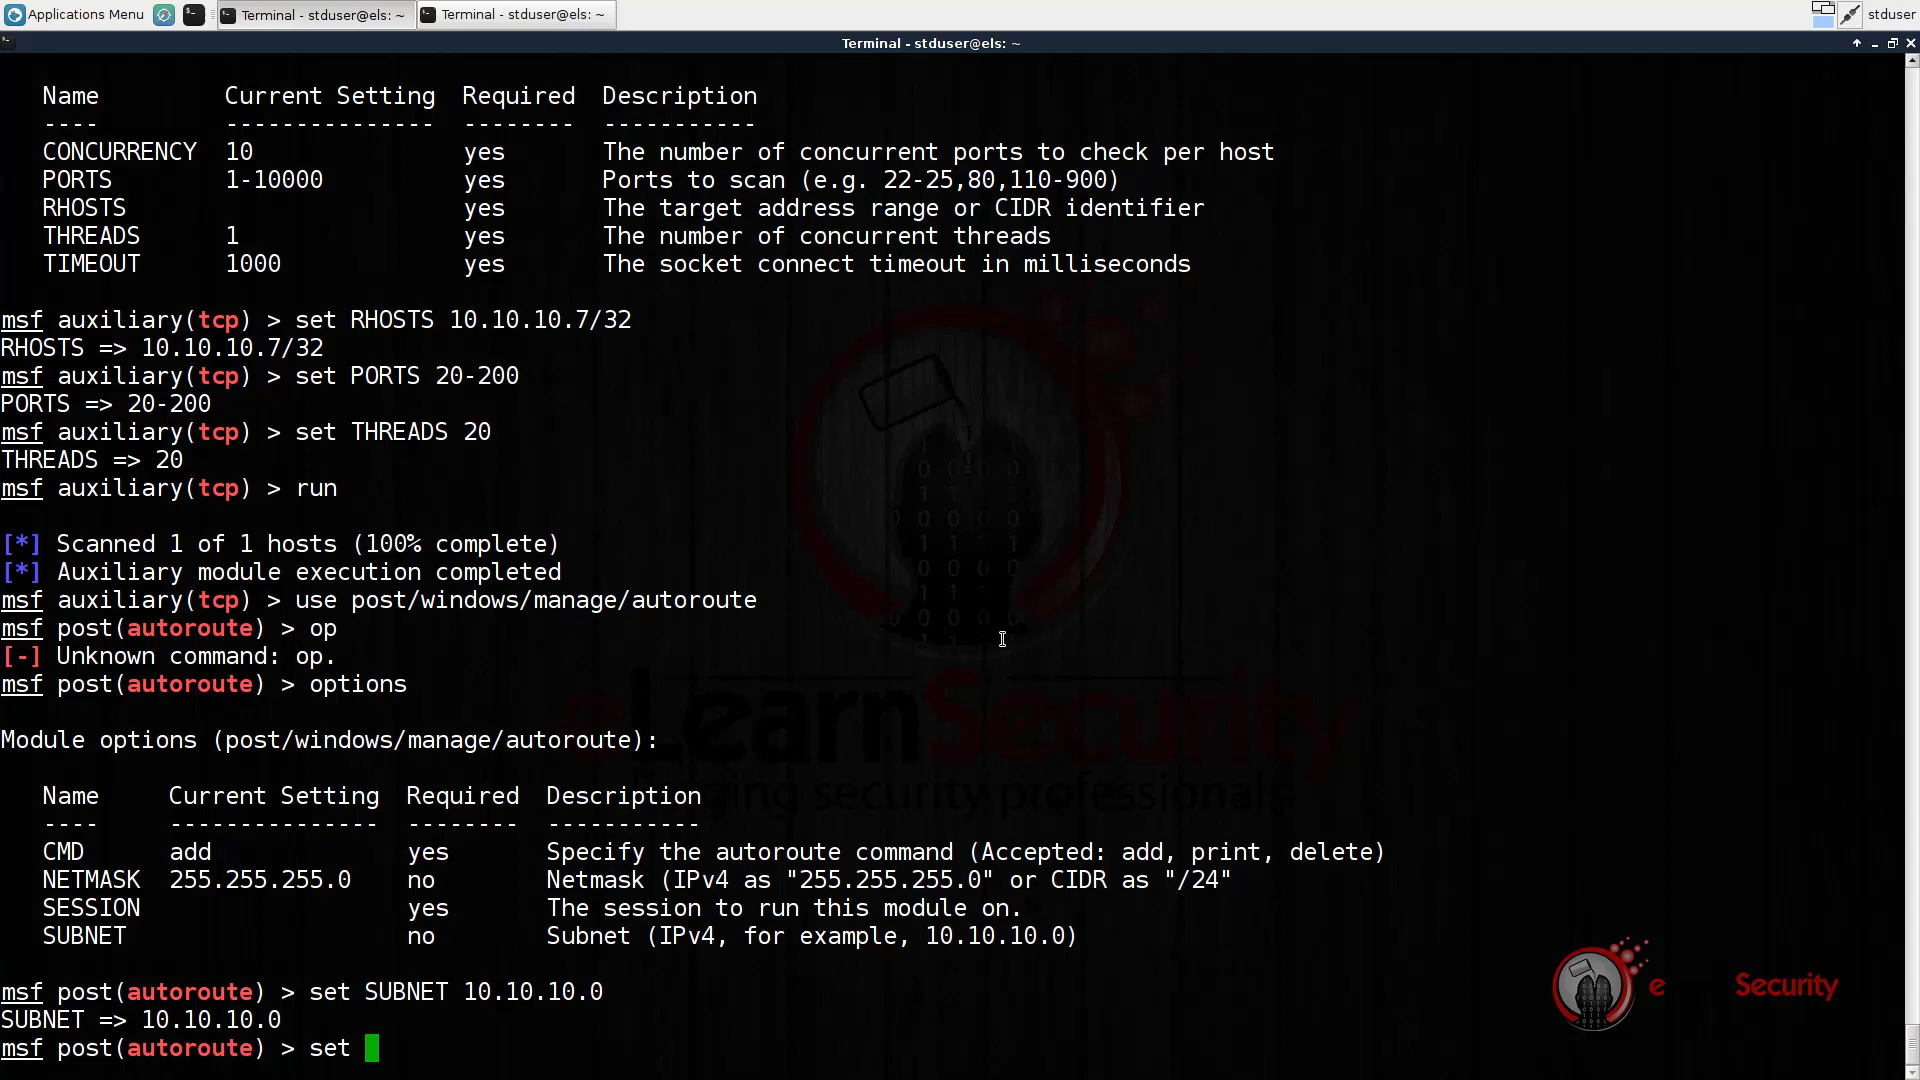 Applications Menu
Terminal - stduser@els: ~
Terminal - stduser@els: ~
stduser
Terminal - stduser@els: ~
Name Current Setting Required Description
---- --------------- -------- -----------
CONCURRENCY 10 yes The number of concurrent ports to check per host
PORTS 1-10000 yes Ports to scan (e.g. 22-25,80,110-900)
RHOSTS yes The target address range or CIDR identifier
THREADS 1 yes The number of concurrent threads
TIMEOUT 1000 yes The socket connect timeout in milliseconds
msf auxiliary(tcp) > set RHOSTS 10.10.10.7/32
RHOSTS => 10.10.10.7/32
msf auxiliary(tcp) > set PORTS 20-200
PORTS => 20-200
msf auxiliary(tcp) > set THREADS 20
THREADS => 20
msf auxiliary(tcp) > run
[*] Scanned 1 of 1 hosts (100% complete)
[*] Auxiliary module execution completed
msf auxiliary(tcp) > use post/windows/manage/autoroute
msf post(autoroute) > op
[-] Unknown command: op.
msf post(autoroute) > options
Module options (post/windows/manage/autoroute):
Name Current Setting Required Description
---- --------------- -------- -----------
CMD add yes Specify the autoroute command (Accepted: add, print, delete)
NETMASK 255.255.255.0 no Netmask (IPv4 as "255.255.255.0" or CIDR as "/24"
SESSION yes The session to run this module on.
SUBNET no Subnet (IPv4, for example, 10.10.10.0)
msf post(autoroute) > set SUBNET 10.10.10.0
SUBNET => 10.10.10.0
msf post(autoroute) > set
eLearnSecurity
security professionals
e Security